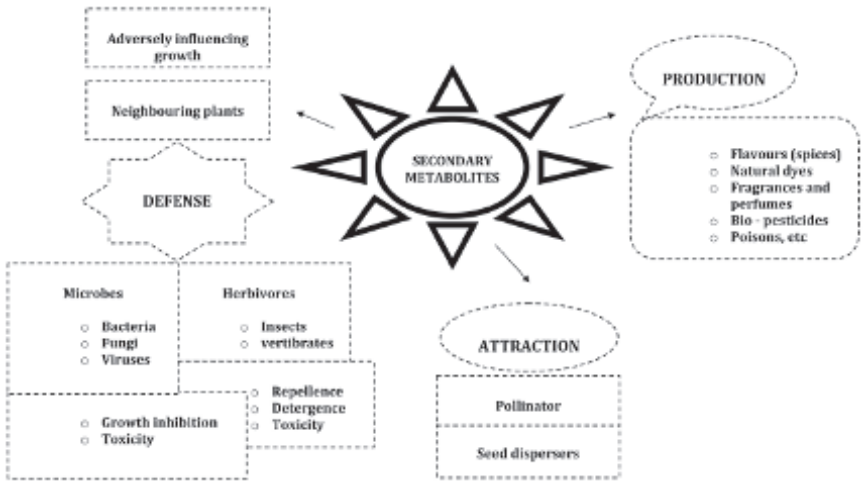 Adversely influencing
growth
Neighbouring plants
DEFENSE
Microbes
○ Bacteria
○ Fungi
○ Viruses
Herbivores
○ Insects
○ vertibrates
○ Growth inhibition
○ Toxicity
○ Repellence
○ Detergence
○ Toxicity
SECONDARY
METABOLITES
PRODUCTION
○ Flavours (spices)
○ Natural dyes
○ Fragrances and
perfumes
○ Bio - pesticides
○ Poisons, etc
ATTRACTION
Pollinator
Seed dispersers